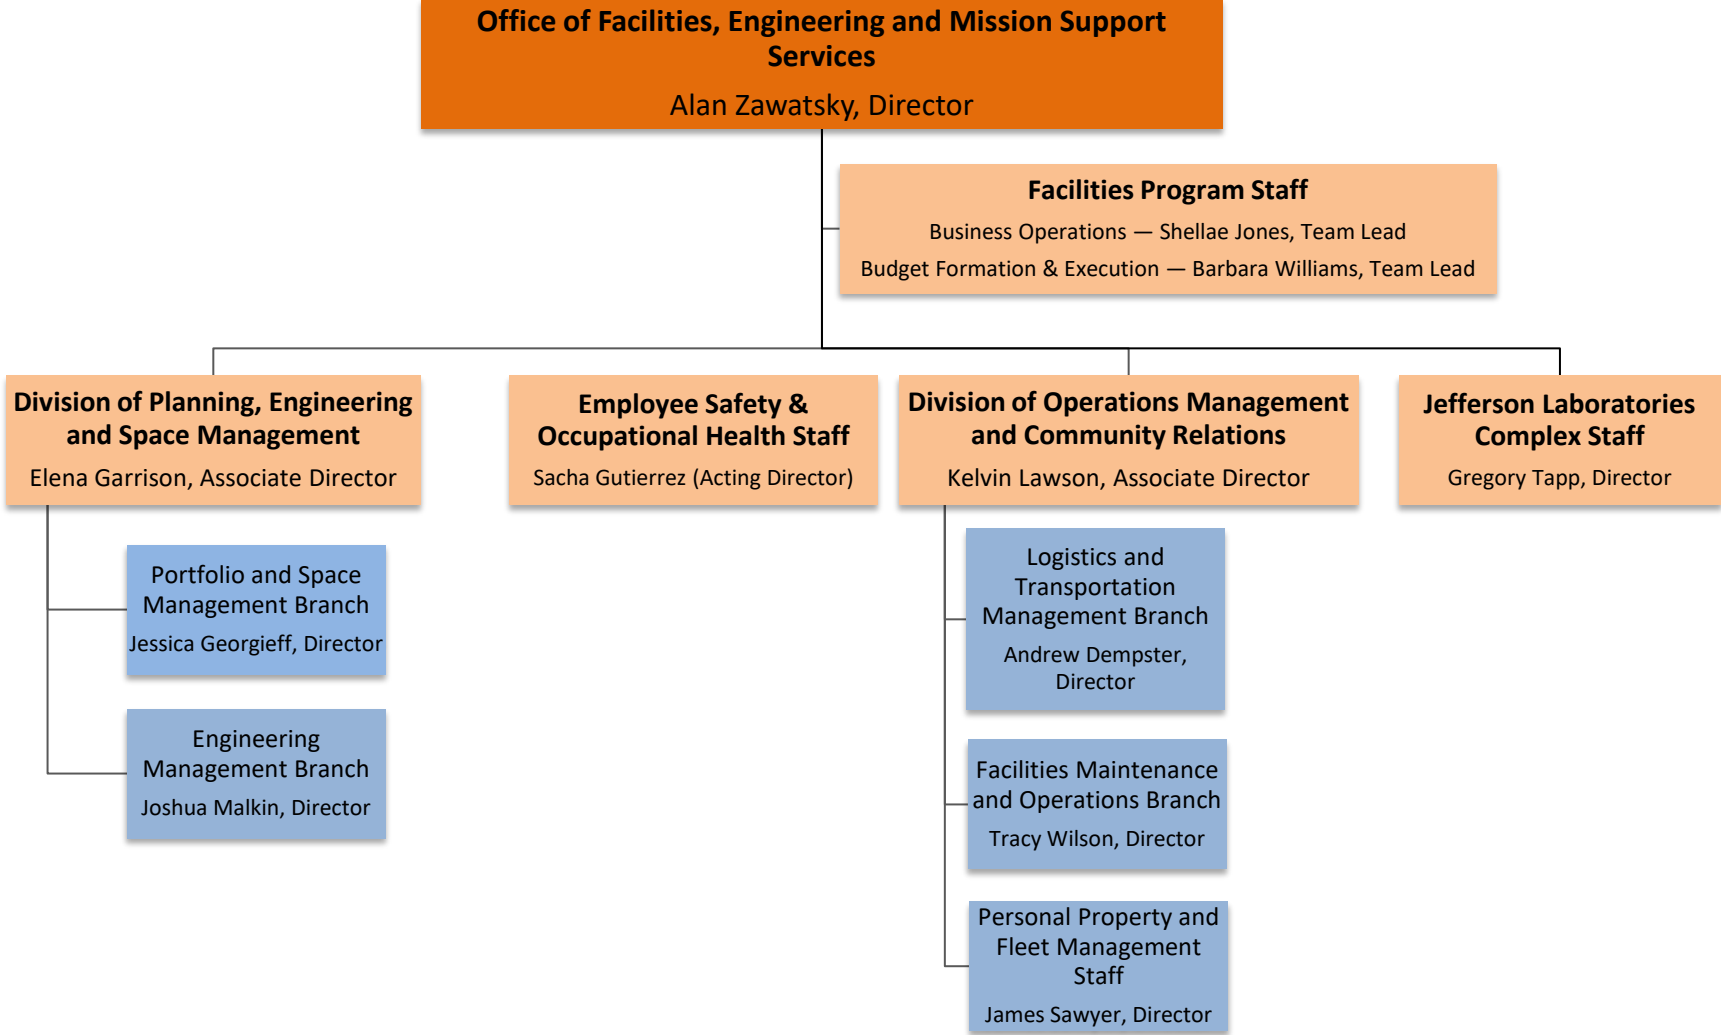 Office of Facilities, Engineering and Mission Support
Services
Alan Zawatsky, Director
Facilities Program Staff
Business Operations — Shellae Jones, Team Lead
Budget Formation & Execution — Barbara Williams, Team Lead
Division of Planning, Engineering
and Space Management
Elena Garrison, Associate Director
Employee Safety &
Occupational Health Staff
Sacha Gutierrez (Acting Director)
Division of Operations Management
and Community Relations
Kelvin Lawson, Associate Director
Jefferson Laboratories
Complex Staff
Gregory Tapp, Director
Portfolio and Space
Management Branch
Jessica Georgieff, Director
Engineering
Management Branch
Joshua Malkin, Director
Logistics and
Transportation
Management Branch
Andrew Dempster,
Director
Facilities Maintenance
and Operations Branch
Tracy Wilson, Director
Personal Property and
Fleet Management
Staff
James Sawyer, Director